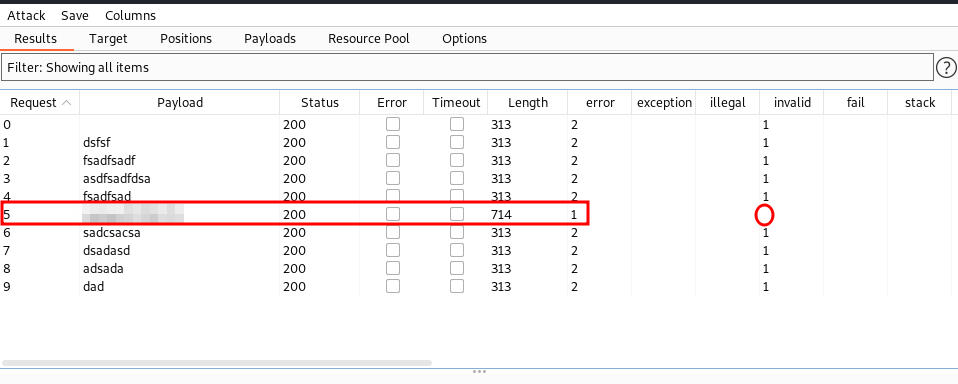 Attack Save Columns
Results Target Positions Payloads Resource Pool Options
Filter: Showing all items ?
Request Payload Status Error Timeout Length error exception illegal invalid fail stack
0 200 313 2 1
1 dsfsf 200 313 2 1
2 fsadfsadf 200 313 2 1
3 asdfsadfdsa 200 313 2 1
4 fsadfsad 200 313 2 1
5 200 714 1
6 sadcsacsa 200 313 2 1
7 dsadasd 200 313 2 1
8 adsada 200 313 2 1
9 dad 200 313 2 1